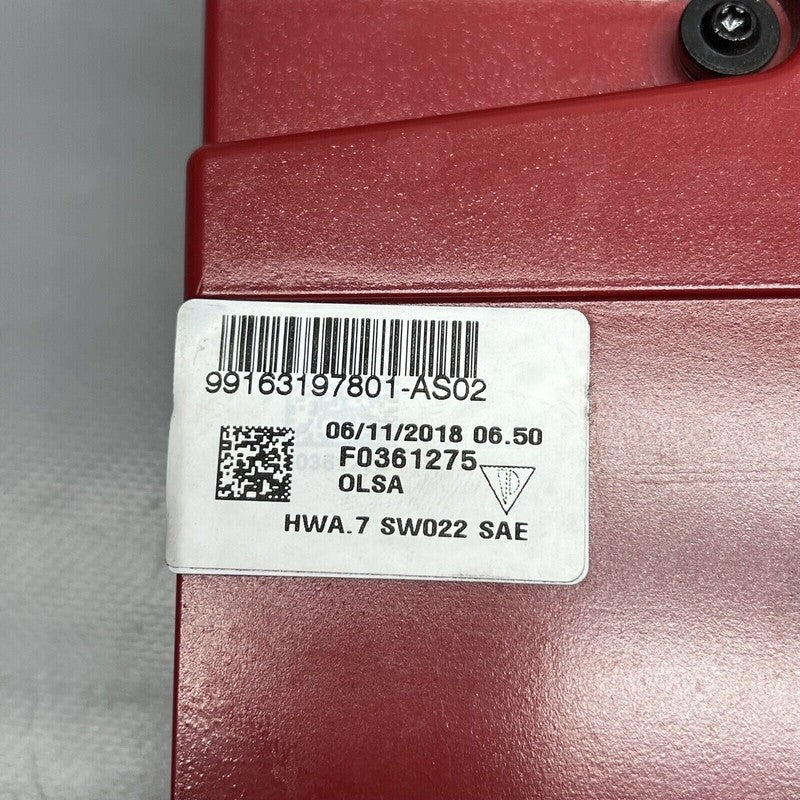 99163197801-AS02
06/11/2018 06.50
F0361275
OLSA
HWA.7 SW022 SAE